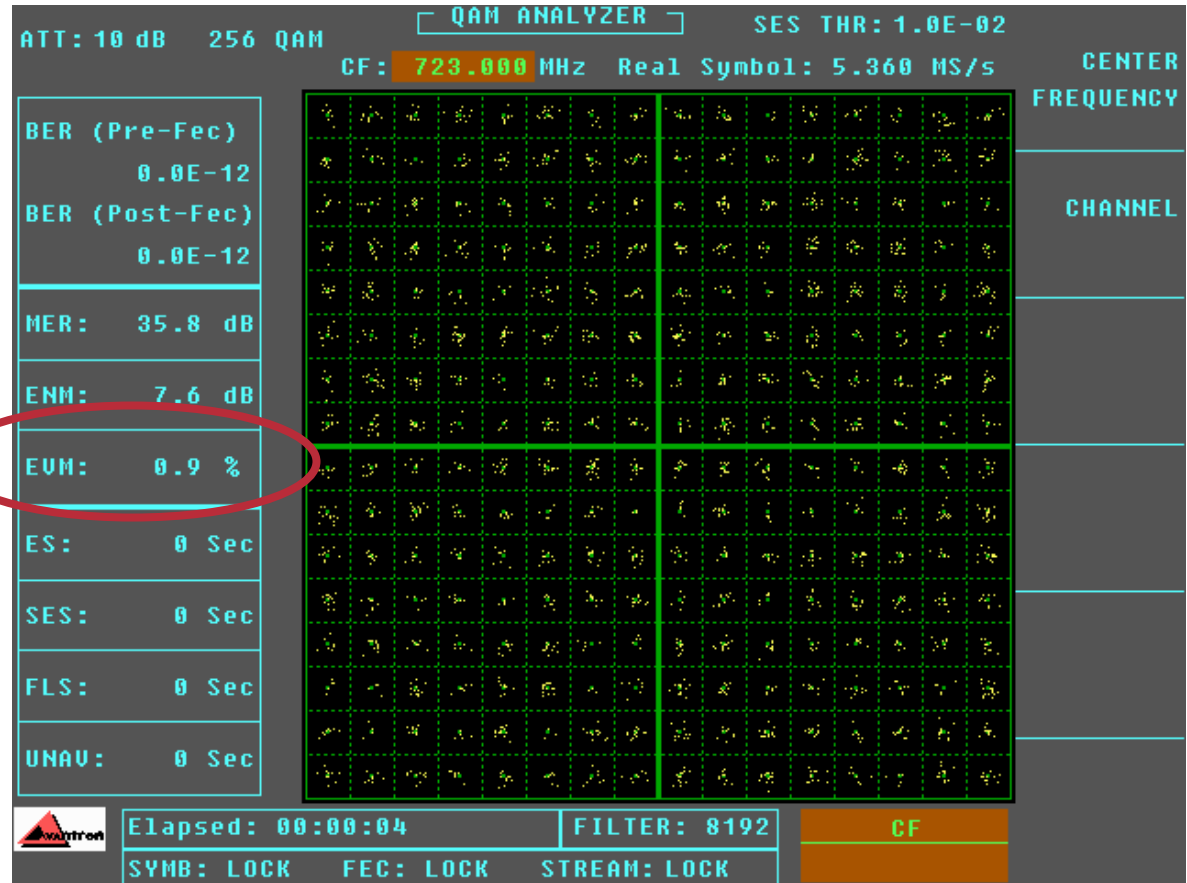 QAM ANALYZER
ATT: 10 dB 256 QAM SES THR: 1.0E-02
CF: 723.000 MHz Real Symbol: 5.360 MS/s
CENTER
FREQUENCY
CHANNEL
BER (Pre-Fec)
0.0E-12
BER (Post-Fec)
0.0E-12
MER: 35.8 dB
ENM: 7.6 dB
EVM: 0.9 %
ES: 0 Sec
SES: 0 Sec
FLS: 0 Sec
UNAV: 0 Sec
Elapsed: 00:00:04 FILTER: 8192
SYMB: LOCK FEC: LOCK STREAM: LOCK
CF